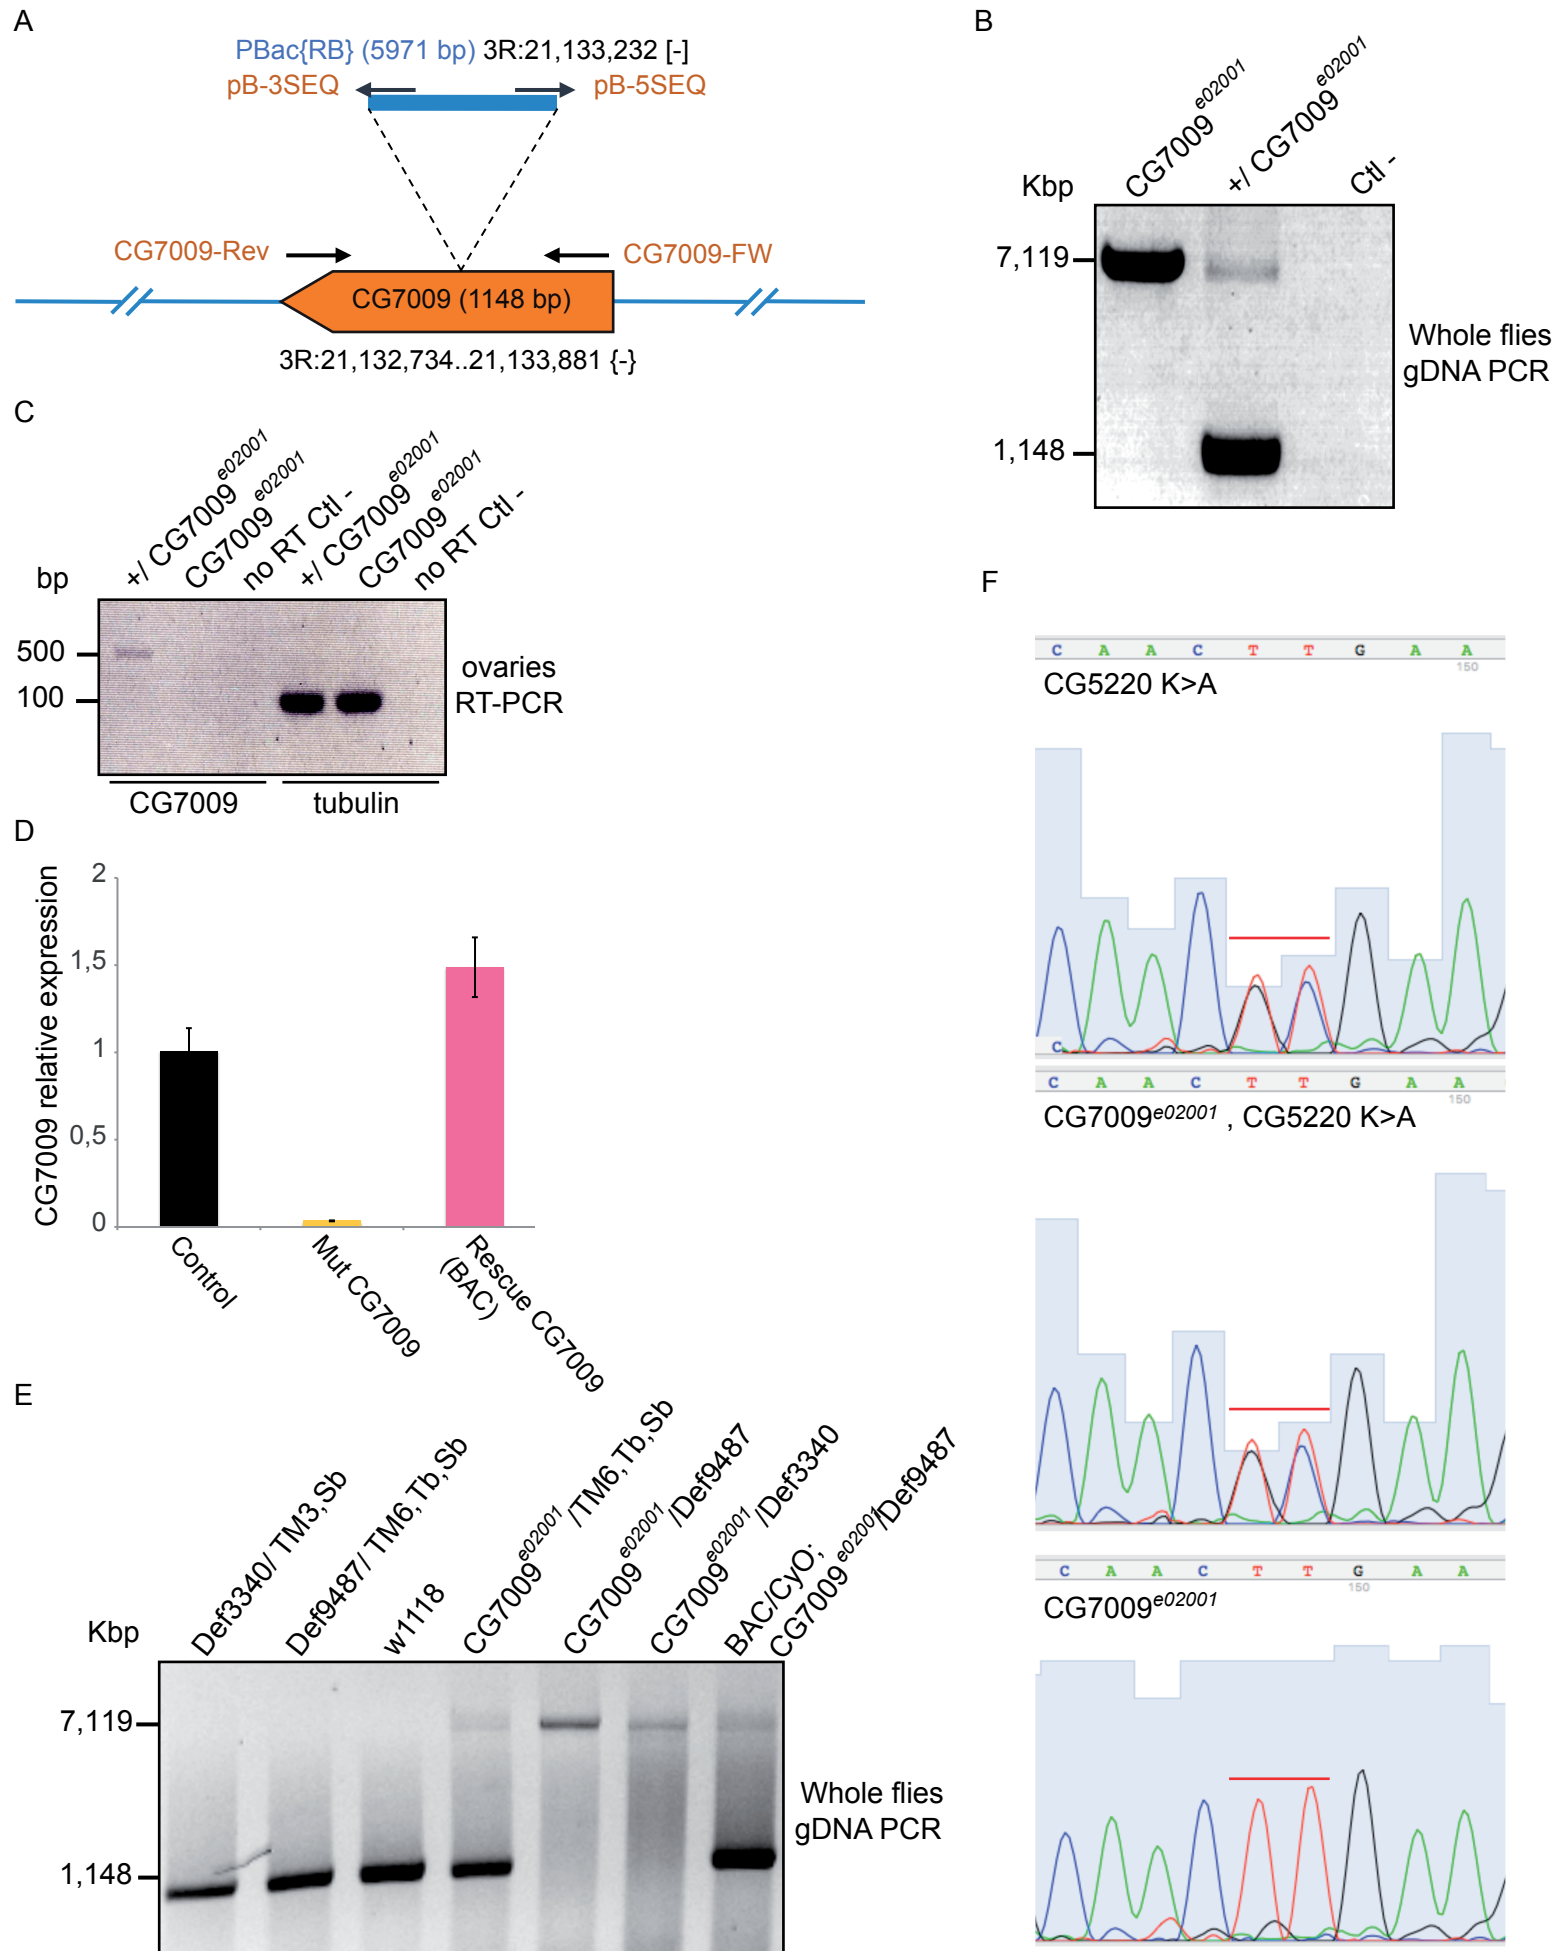 A
PBac{RB} (5971 bp) 3R:21,133,232 [-]
pB-3SEQ
pB-5SEQ
CG7009-Rev
CG7009-FW
CG7009 (1148 bp)
3R:21,132,734..21,133,881 {-}
B
Kbp
CG7009e02001
+/ CG7009e02001
Ctl -
7,119
1,148
Whole flies
gDNA PCR
C
bp
+/ CG7009e02001
CG7009e02001
no RT Ctl -
+/ CG7009e02001
CG7009e02001
no RT Ctl -
500
100
ovaries
RT-PCR
CG7009
tubulin
D
CG7009 relative expression
2
1,5
1
0,5
0
Control
Mut CG7009
Rescue CG7009
(BAC)
E
Kbp
Def3340/ TM3,Sb
Def9487/ TM6,Tb,Sb
w1118
CG7009e02001/TM6,Tb,Sb
CG7009e02001/Def9487
CG7009e02001/Def3340
BAC/CyO;
CG7009e02001/Def9487
7,119
1,148
Whole flies
gDNA PCR
F
C A A C T T G A A
150
CG5220 K>A
C
C A A C T T G A A
150
CG7009e02001 , CG5220 K>A
C A A C T T G A A
150
CG7009e02001